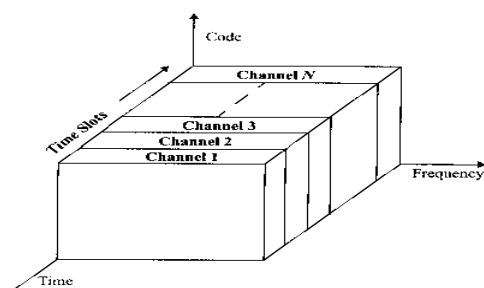 Code
Channel N
Time Slots
Channel 3
Channel 2
Channel 1
Frequency
Time